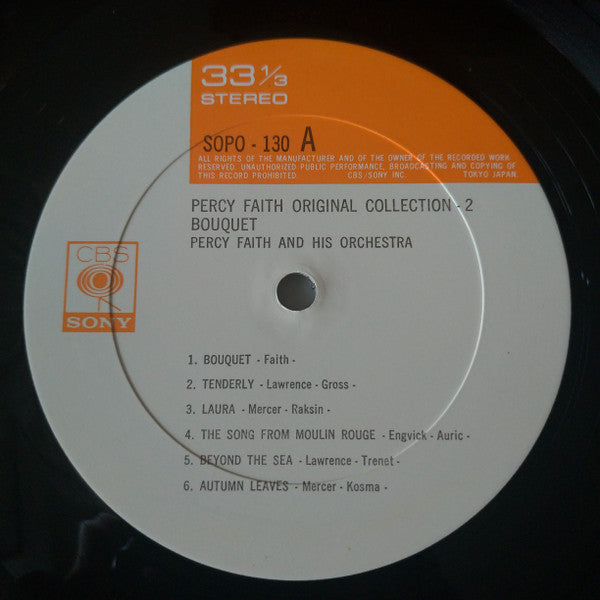 33 1/3
STEREO
SOPO - 130 A
ALL RIGHTS OF THE MANUFACTURER AND OF THE OWNER OF THE RECORDED WORK
RESERVED. UNAUTHORIZED PUBLIC PERFORMANCE, BROADCASTING AND COPYING OF
THIS RECORD PROHIBITED. CBS/SONY INC. TOKYO JAPAN
PERCY FAITH ORIGINAL COLLECTION - 2
BOUQUET
PERCY FAITH AND HIS ORCHESTRA
CBS
SONY
1. BOUQUET - Faith -
2. TENDERLY - Lawrence - Gross -
3. LAURA - Mercer - Raksin -
4. THE SONG FROM MOULIN ROUGE - Engvick - Auric -
5. BEYOND THE SEA - Lawrence - Trenet -
6. AUTUMN LEAVES - Mercer - Kosma -